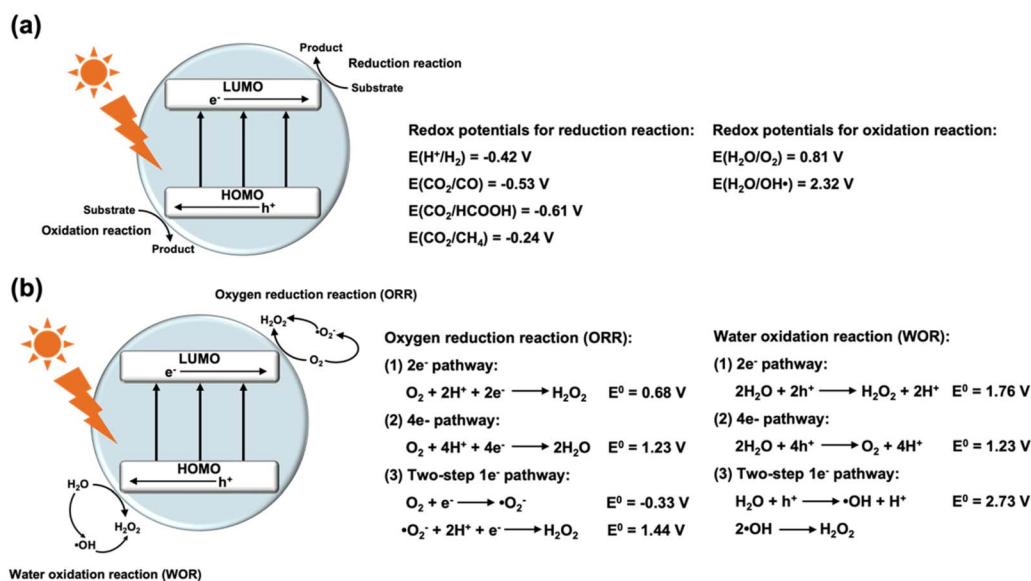 (a)
Product
Reduction reaction
LUMO
e⁻
Substrate
HOMO
h⁺
Substrate
Oxidation reaction
Product
Redox potentials for reduction reaction:
E(H⁺/H₂) = -0.42 V
E(CO₂/CO) = -0.53 V
E(CO₂/HCOOH) = -0.61 V
E(CO₂/CH₄) = -0.24 V
Redox potentials for oxidation reaction:
E(H₂O/O₂) = 0.81 V
E(H₂O/OH•) = 2.32 V
(b)
Oxygen reduction reaction (ORR)
H₂O₂
•O₂⁻
O₂
LUMO
e⁻
HOMO
h⁺
H₂O
H₂O₂
•OH
Water oxidation reaction (WOR)
Oxygen reduction reaction (ORR):
(1) 2e⁻ pathway:
O₂ + 2H⁺ + 2e⁻ ⟶ H₂O₂ E⁰ = 0.68 V
(2) 4e- pathway:
O₂ + 4H⁺ + 4e⁻ ⟶ 2H₂O E⁰ = 1.23 V
(3) Two-step 1e⁻ pathway:
O₂ + e⁻ ⟶ •O₂⁻ E⁰ = -0.33 V
•O₂⁻ + 2H⁺ + e⁻ ⟶ H₂O₂ E⁰ = 1.44 V
Water oxidation reaction (WOR):
(1) 2e⁻ pathway:
2H₂O + 2h⁺ ⟶ H₂O₂ + 2H⁺ E⁰ = 1.76 V
(2) 4e⁻ pathway:
2H₂O + 4h⁺ ⟶ O₂ + 4H⁺ E⁰ = 1.23 V
(3) Two-step 1e⁻ pathway:
H₂O + h⁺ ⟶ •OH + H⁺ E⁰ = 2.73 V
2•OH ⟶ H₂O₂